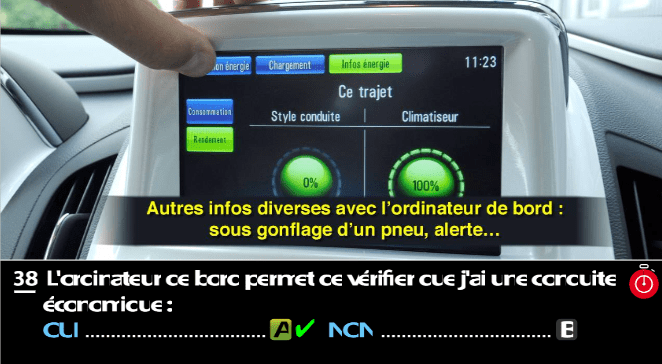 on énergie Chargement Infos énergie 11:23
Ce trajet
Consommation Style conduite Climatiseur
Rendement
0% 100%
Autres infos diverses avec l'ordinateur de bord :
sous gonflage d'un pneu, alerte...
38 L'ordinateur de bord permet de vérifier que j'ai une conduite
économique :
OUI A NON B